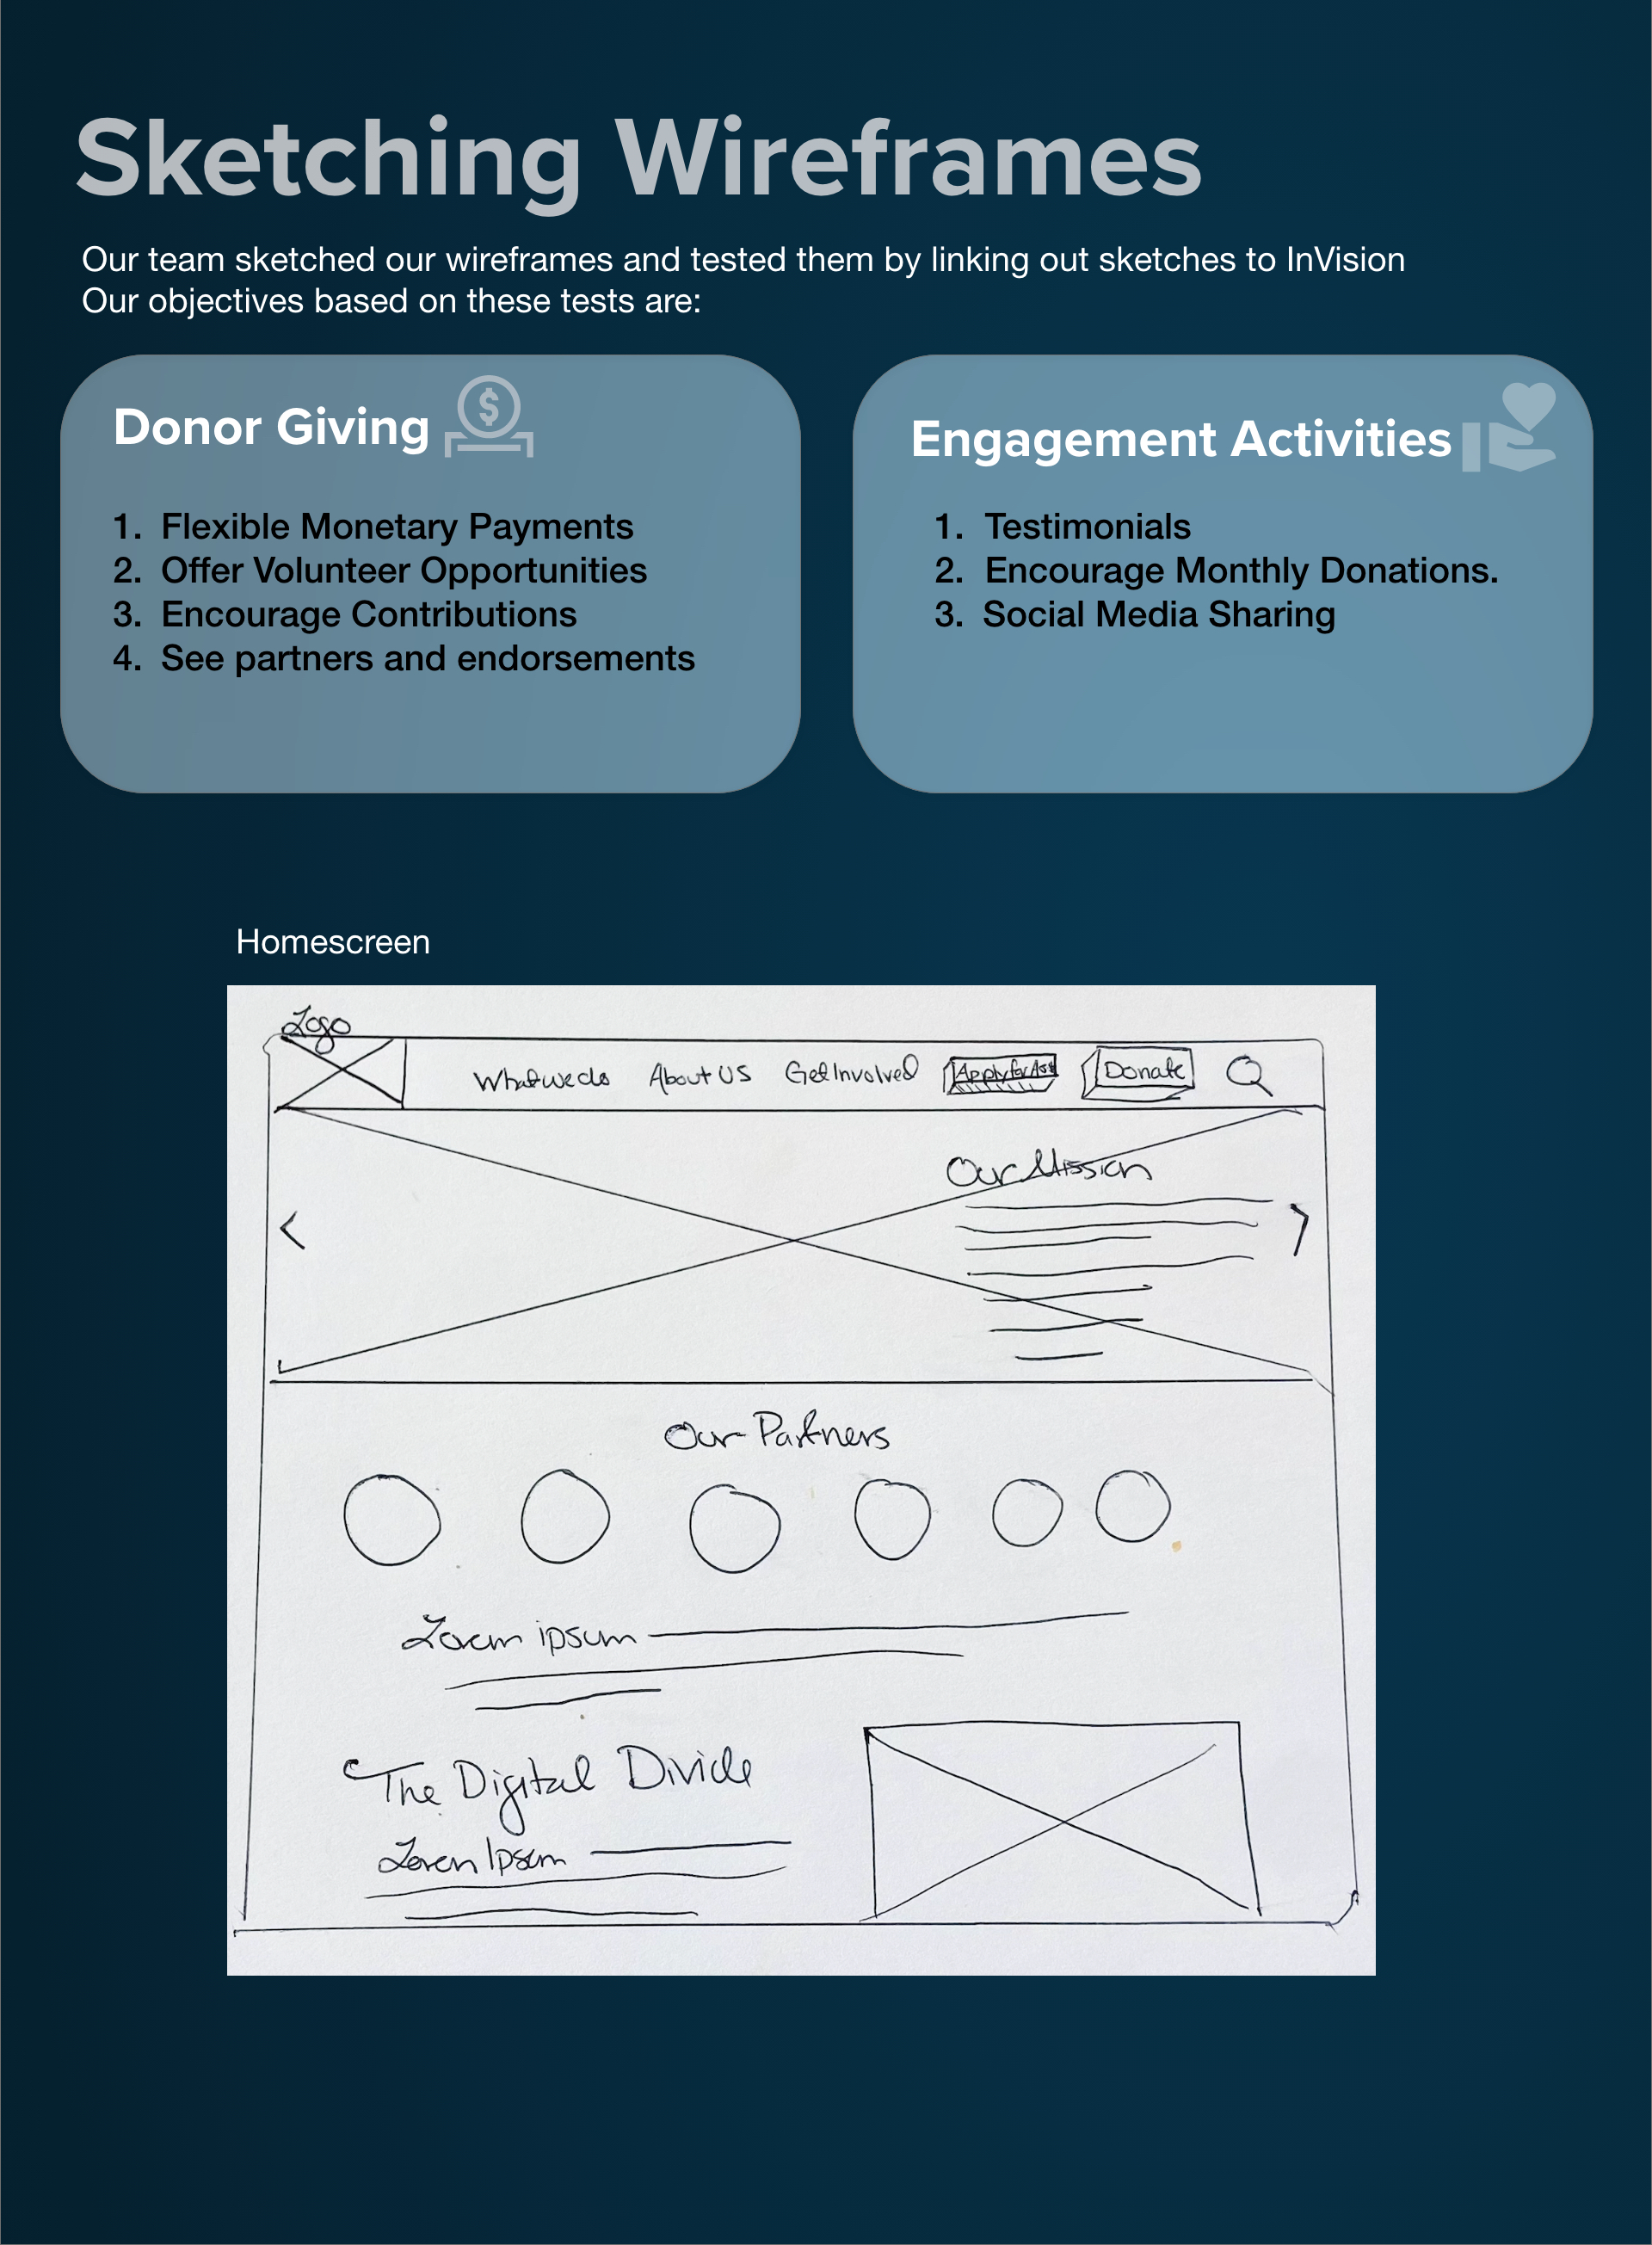 Sketching Wireframes
Our team sketched our wireframes and tested them by linking out sketches to InVision
Our objectives based on these tests are:
Donor Giving
$
1. Flexible Monetary Payments
2. Offer Volunteer Opportunities
3. Encourage Contributions
4. See partners and endorsements
Engagement Activities
1. Testimonials
2. Encourage Monthly Donations.
3. Social Media Sharing
Homescreen
Logo
What we do About US Get Involved Apply for Donate
Our Mission
Our Partners
Lorem ipsum
The Digital Divide
Lorem Ipsum